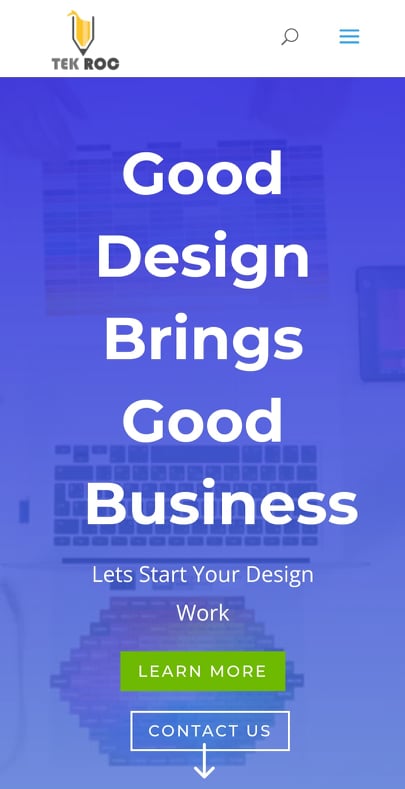 TEK ROC
Good
Design
Brings
Good
Business
Lets Start Your Design
Work
LEARN MORE
CONTACT US